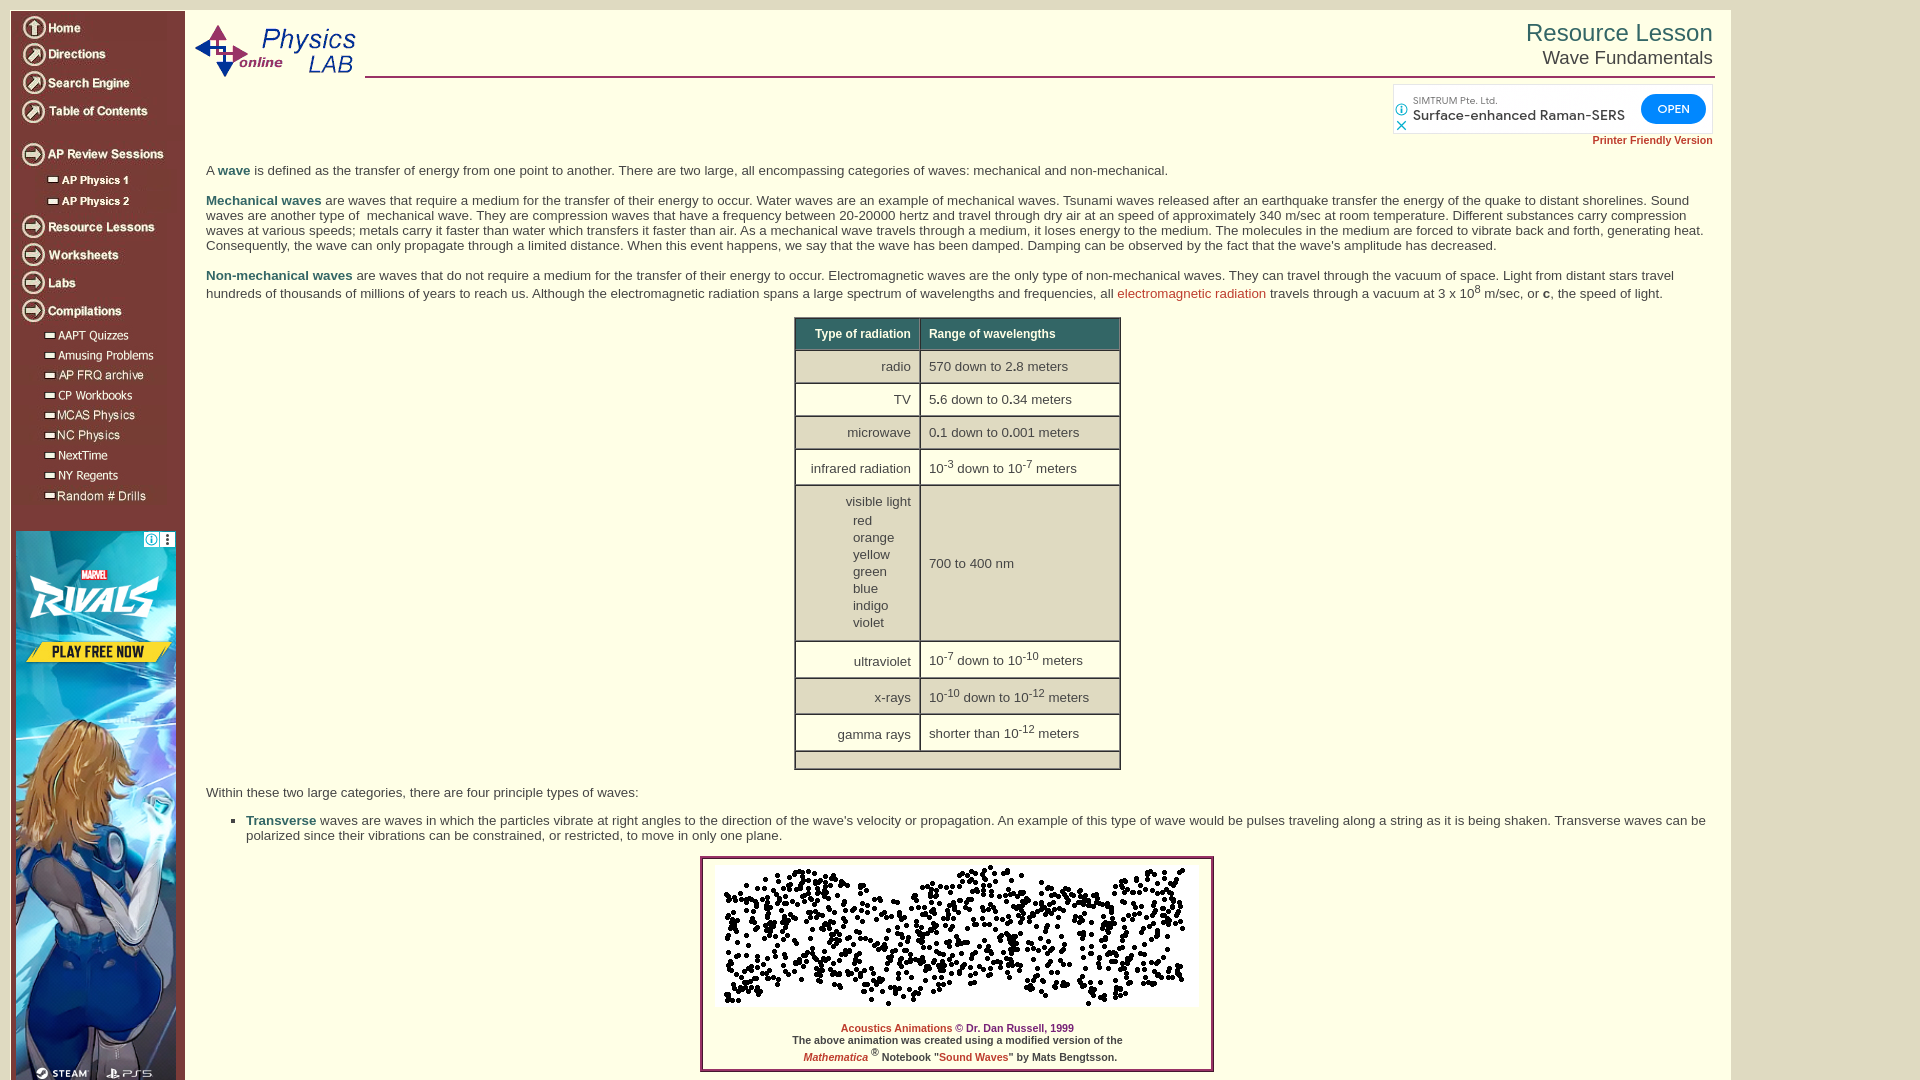 Home
Directions
Search Engine
Table of Contents
AP Review Sessions
AP Physics 1
AP Physics 2
Resource Lessons
Worksheets
Labs
Compilations
AAPT Quizzes
Amusing Problems
AP FRQ archive
CP Workbooks
MCAS Physics
NC Physics
NextTime
NY Regents
Random # Drills
MARVEL
RIVALS
PLAY FREE NOW
STEAM PS5
Physics
online LAB
Resource Lesson
Wave Fundamentals
SIMTRUM Pte. Ltd.
Surface-enhanced Raman-SERS
OPEN
Printer Friendly Version
A wave is defined as the transfer of energy from one point to another. There are two large, all encompassing categories of waves: mechanical and non-mechanical.
Mechanical waves are waves that require a medium for the transfer of their energy to occur. Water waves are an example of mechanical waves. Tsunami waves released after an earthquake transfer the energy of the quake to distant shorelines. Sound
waves are another type of  mechanical wave. They are compression waves that have a frequency between 20-20000 hertz and travel through dry air at an speed of approximately 340 m/sec at room temperature. Different substances carry compression
waves at various speeds; metals carry it faster than water which transfers it faster than air. As a mechanical wave travels through a medium, it loses energy to the medium. The molecules in the medium are forced to vibrate back and forth, generating heat.
Consequently, the wave can only propagate through a limited distance. When this event happens, we say that the wave has been damped. Damping can be observed by the fact that the wave's amplitude has decreased.
Non-mechanical waves are waves that do not require a medium for the transfer of their energy to occur. Electromagnetic waves are the only type of non-mechanical waves. They can travel through the vacuum of space. Light from distant stars travel
hundreds of thousands of millions of years to reach us. Although the electromagnetic radiation spans a large spectrum of wavelengths and frequencies, all electromagnetic radiation travels through a vacuum at 3 x 10⁸ m/sec, or c, the speed of light.
Type of radiation Range of wavelengths
radio 570 down to 2.8 meters
TV 5.6 down to 0.34 meters
microwave 0.1 down to 0.001 meters
infrared radiation 10⁻³ down to 10⁻⁷ meters
visible light
red
orange
yellow
green
blue
indigo
violet
700 to 400 nm
ultraviolet 10⁻⁷ down to 10⁻¹⁰ meters
x-rays 10⁻¹⁰ down to 10⁻¹² meters
gamma rays shorter than 10⁻¹² meters
Within these two large categories, there are four principle types of waves:
Transverse waves are waves in which the particles vibrate at right angles to the direction of the wave's velocity or propagation. An example of this type of wave would be pulses traveling along a string as it is being shaken. Transverse waves can be
polarized since their vibrations can be constrained, or restricted, to move in only one plane.
Acoustics Animations © Dr. Dan Russell, 1999
The above animation was created using a modified version of the
Mathematica ® Notebook "Sound Waves" by Mats Bengtsson.